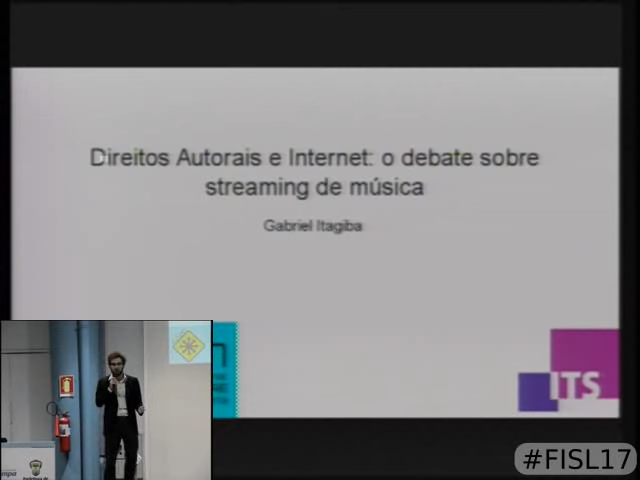 Direitos Autorais e Internet: o debate sobre
streaming de música
Gabriel Itagiba
ITS
#FISL17